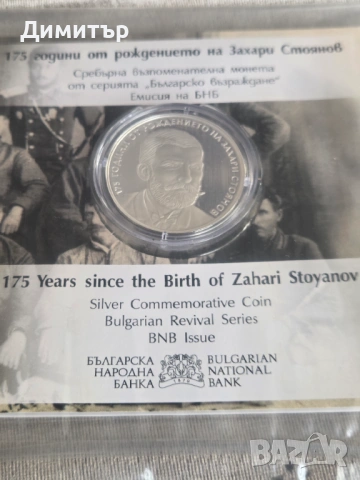 Димитър
175 години от рождението на Захари Стоянов
Сребърна възпоменателна монета
от серията „Българско възраждане“
Емисия на БНБ
175 ГОДИНИ ОТ РОЖДЕНИЕТО НА ЗАХАРИ СТОЯНОВ
175 Years since the Birth of Zahari Stoyanov
Silver Commemorative Coin
Bulgarian Revival Series
BNB Issue
БЪЛГАРСКА
НАРОДНА
БАНКА
1879
BULGARIAN
NATIONAL
BANK
BAZAR